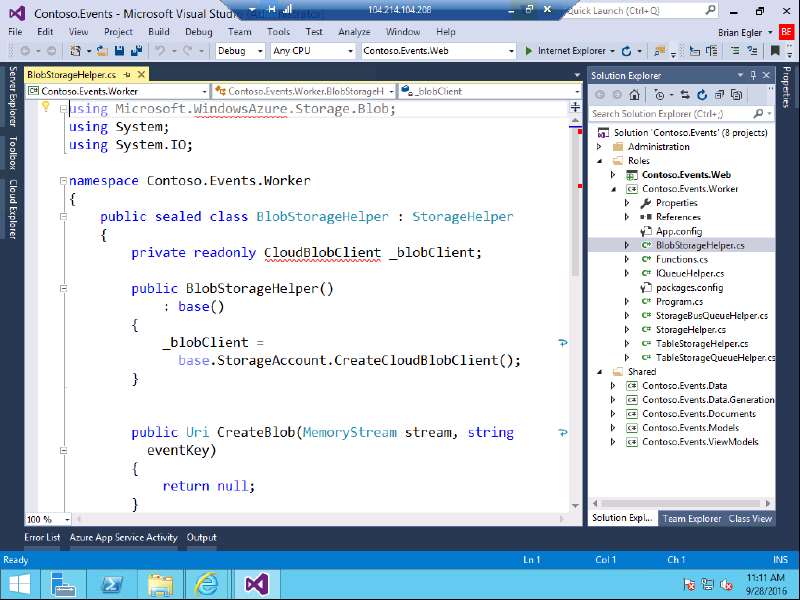 Contoso.Events - Microsoft Visual Studio
104.214.104.208
Quick Launch (Ctrl+Q)
File Edit View Project Build Debug Team Tools Test Analyze Window Help
Brian Egler BE
Debug Any CPU Contoso.Events.Web Internet Explorer
Server Explorer
Toolbox
Cloud Explorer
BlobStorageHelper.cs
Contoso.Events.Worker Contoso.Events.Worker.BlobStorageH _blobClient
using Microsoft.WindowsAzure.Storage.Blob;
using System;
using System.IO;
namespace Contoso.Events.Worker
{
public sealed class BlobStorageHelper : StorageHelper
{
private readonly CloudBlobClient _blobClient;
public BlobStorageHelper()
: base()
{
_blobClient =
base.StorageAccount.CreateCloudBlobClient();
}
public Uri CreateBlob(MemoryStream stream, string
eventKey)
{
return null;
}
100 %
Solution Explorer
Search Solution Explorer (Ctrl+;)
Solution 'Contoso.Events' (8 projects)
Administration
Roles
Contoso.Events.Web
Contoso.Events.Worker
Properties
References
App.config
BlobStorageHelper.cs
Functions.cs
IQueueHelper.cs
packages.config
Program.cs
StorageBusQueueHelper.cs
StorageHelper.cs
TableStorageHelper.cs
TableStorageQueueHelper.cs
Shared
Contoso.Events.Data
Contoso.Events.Data.Generation
Contoso.Events.Documents
Contoso.Events.Models
Contoso.Events.ViewModels
Solution Expl... Team Explorer Class View
Properties
Error List Azure App Service Activity Output
Ready Ln 1 Col 1 Ch 1 INS
11:11 AM
9/28/2016